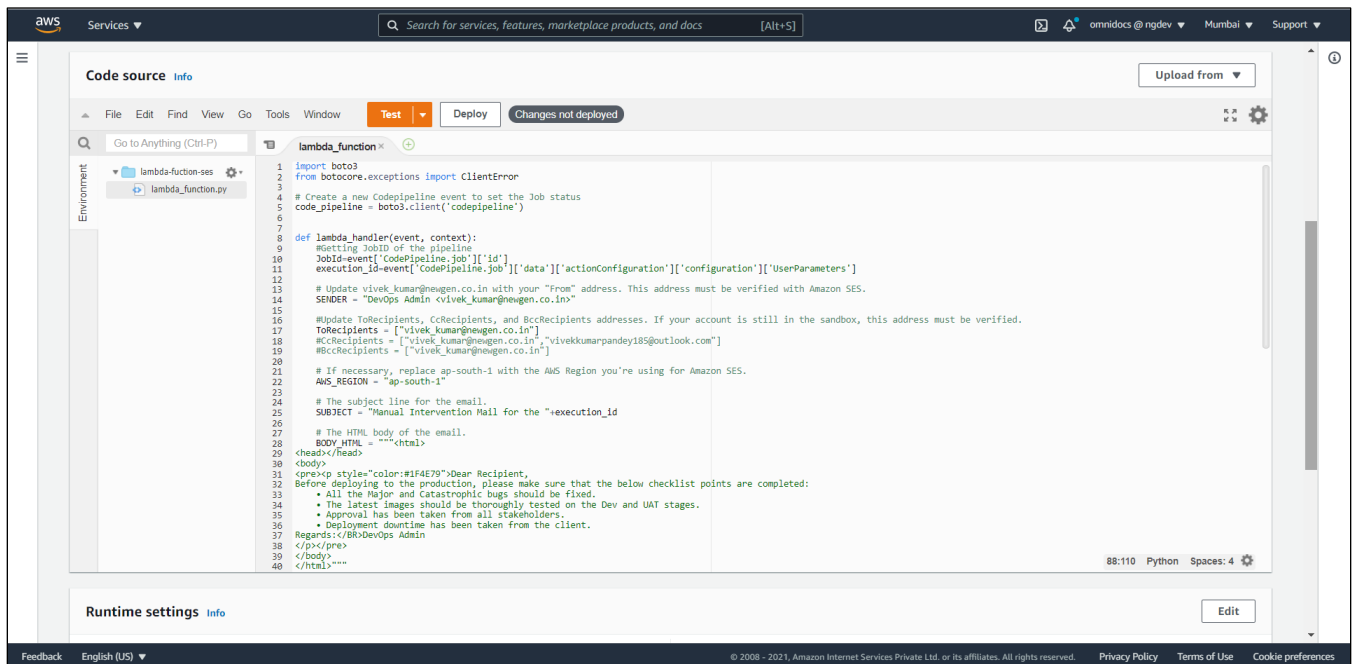 aws
Services ▼
Search for services, features, marketplace products, and docs [Alt+S]
omnidocs @ ngdev ▼ Mumbai ▼ Support ▼
Code source Info
Upload from ▼
File Edit Find View Go Tools Window Test Deploy Changes not deployed
Go to Anything (Ctrl-P)
lambda_function ×
Environment
lambda-fuction-ses
lambda_function.py
1 import boto3
2 from botocore.exceptions import ClientError
3
4 # Create a new Codepipeline event to set the Job status
5 code_pipeline = boto3.client('codepipeline')
6
7
8 def lambda_handler(event, context):
9 #Getting JobID of the pipeline
10 JobId=event['CodePipeline.job']['id']
11 execution_id=event['CodePipeline.job']['data']['actionConfiguration']['configuration']['UserParameters']
12
13 # Update vivek_kumar@newgen.co.in with your "From" address. This address must be verified with Amazon SES.
14 SENDER = "DevOps Admin <vivek_kumar@newgen.co.in>"
15
16 #Update ToRecipients, CcRecipients, and BccRecipients addresses. If your account is still in the sandbox, this address must be verified.
17 ToRecipients = ["vivek_kumar@newgen.co.in"]
18 #CcRecipients = ["vivek_kumar@newgen.co.in","vivekkumarpandey185@outlook.com"]
19 #BccRecipients = ["vivek_kumar@newgen.co.in"]
20
21 # If necessary, replace ap-south-1 with the AWS Region you're using for Amazon SES.
22 AWS_REGION = "ap-south-1"
23
24 # The subject line for the email.
25 SUBJECT = "Manual Intervention Mail for the "+execution_id
26
27 # The HTML body of the email.
28 BODY_HTML = """<html>
29 <head></head>
30 <body>
31 <pre><p style="color:#1F4E79">Dear Recipient,
32 Before deploying to the production, please make sure that the below checklist points are completed:
33 • All the Major and Catastrophic bugs should be fixed.
34 • The latest images should be thoroughly tested on the Dev and UAT stages.
35 • Approval has been taken from all stakeholders.
36 • Deployment downtime has been taken from the client.
37 Regards:</BR>DevOps Admin
38 </p></pre>
39 </body>
40 </html>"""
88:110 Python Spaces: 4
Runtime settings Info
Edit
Feedback English (US) ▼
© 2008 - 2021, Amazon Internet Services Private Ltd. or its affiliates. All rights reserved. Privacy Policy Terms of Use Cookie preferences